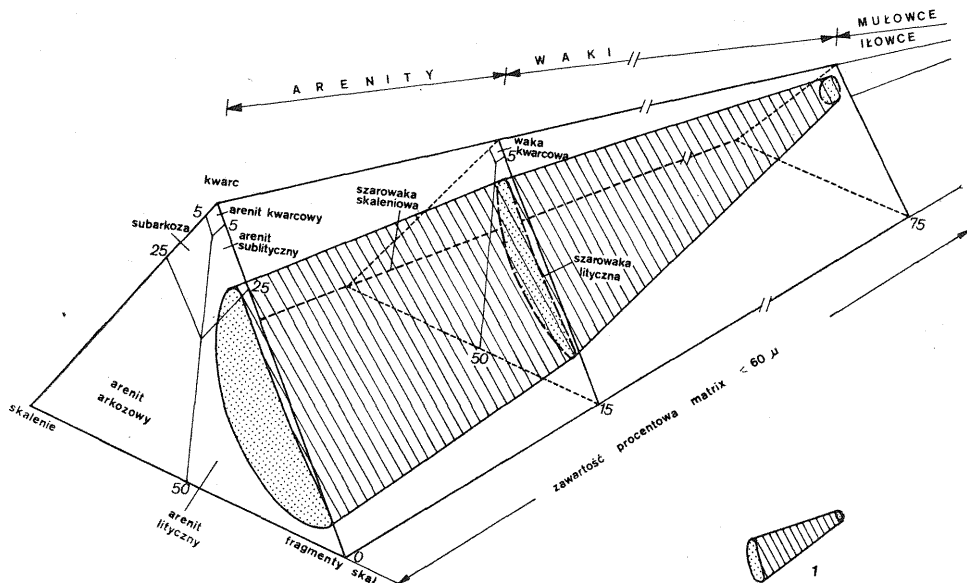 MUŁOWCE
IŁOWCE
ARENITY
WAKI
waka
kwarcowa
5
kwarc
szarowaka
skaleniowa
5
arenit kwarcowy
5
subarkoza
arenit
sublityczny
25
25
szarowaka
lityczna
75
50
15
skalenie
arenit
arkozowy
50
arenit
lityczny
fragmenty skał
0
zawartość procentowa matrix < 60 µ
1